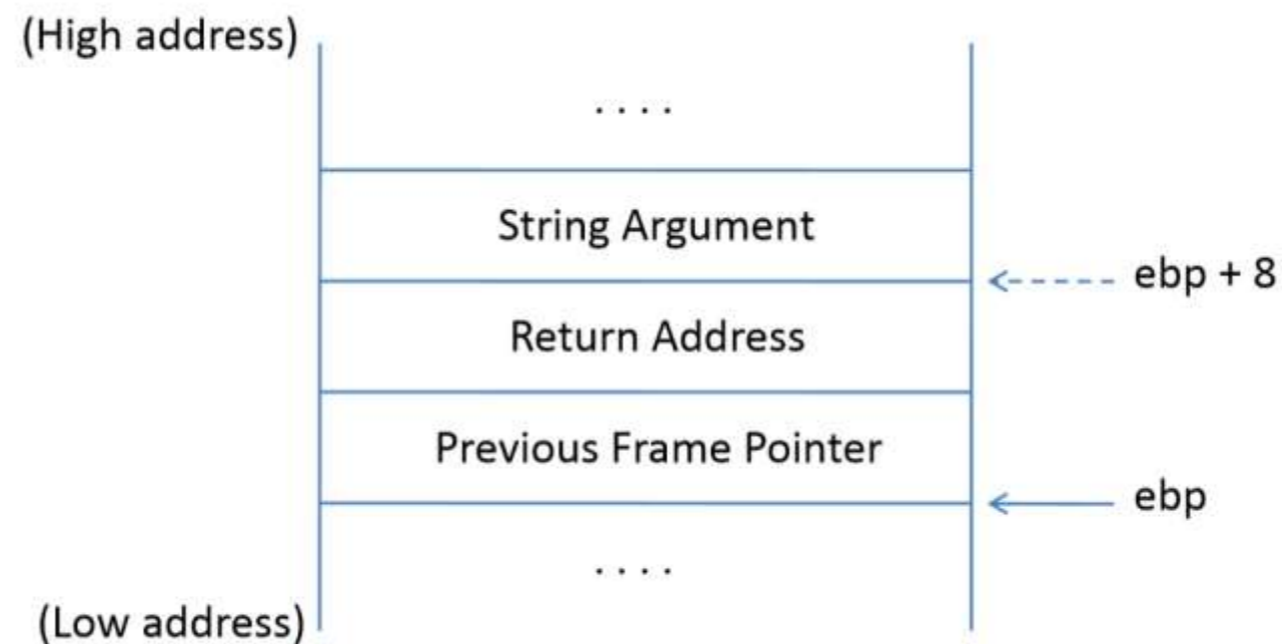 (High address)
. . . .
String Argument
ebp + 8
Return Address
Previous Frame Pointer
ebp
. . . .
(Low address)